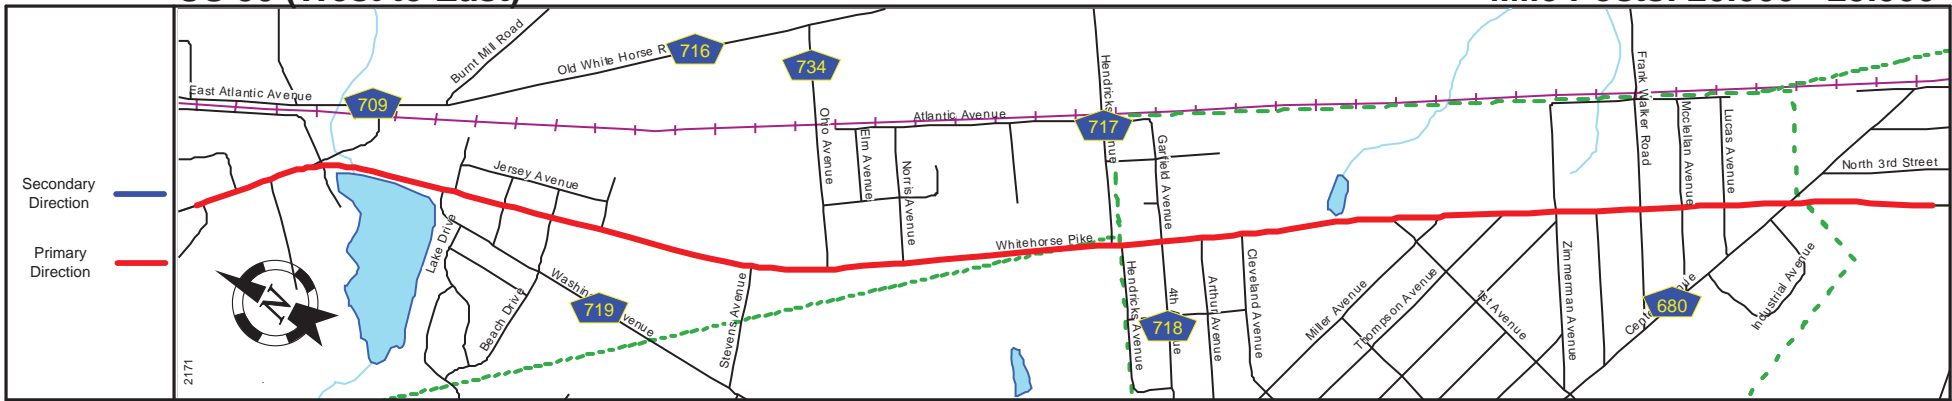 Secondary
Direction
Primary
Direction
East Atlantic Avenue
709
Burnt Mill Road
Old White Horse R
716
734
Ohio Avenue
Elm Avenue
Norris Avenue
Atlantic Avenue
Hendricks
717
Garfield Avenue
Frank Walker Road
Mcclellan Avenue
Lucas Avenue
North 3rd Street
Jersey Avenue
Lake Drive
Beach Drive
719
Stevens Avenue
Whitehorse Pike
Hendricks Avenue
4th
718
Arthur Avenue
Cleveland Avenue
Miller Avenue
Thompson Avenue
1st Avenue
Zimmerman Avenue
680
Industrial Avenue
N
2171